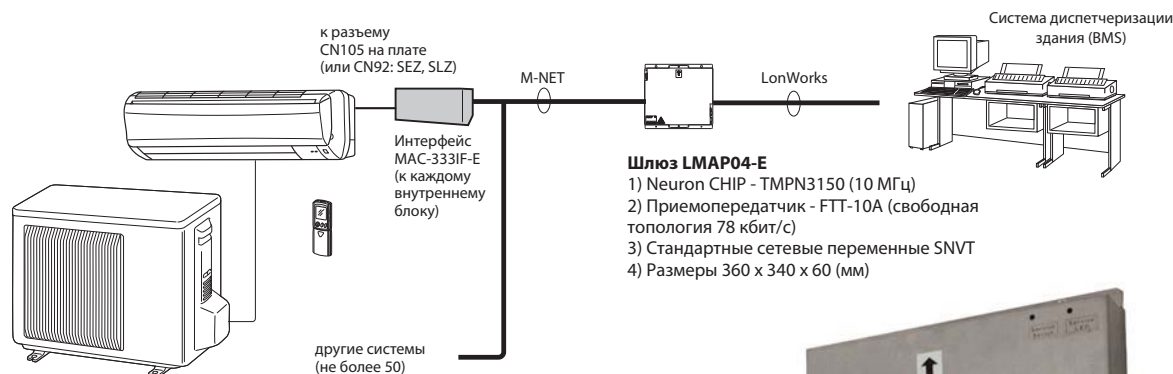 к разъему
CN105 на плате
(или CN92: SEZ, SLZ)
M-NET
LonWorks
Система диспетчеризации
здания (BMS)
Интерфейс
MAC-333IF-E
(к каждому
внутреннему
блоку)
Шлюз LMAP04-E
1) Neuron CHIP - TMPN3150 (10 МГц)
2) Приемопередатчик - FTT-10A (свободная
топология 78 кбит/с)
3) Стандартные сетевые переменные SNVT
4) Размеры 360 x 340 x 60 (мм)
другие системы
(не более 50)